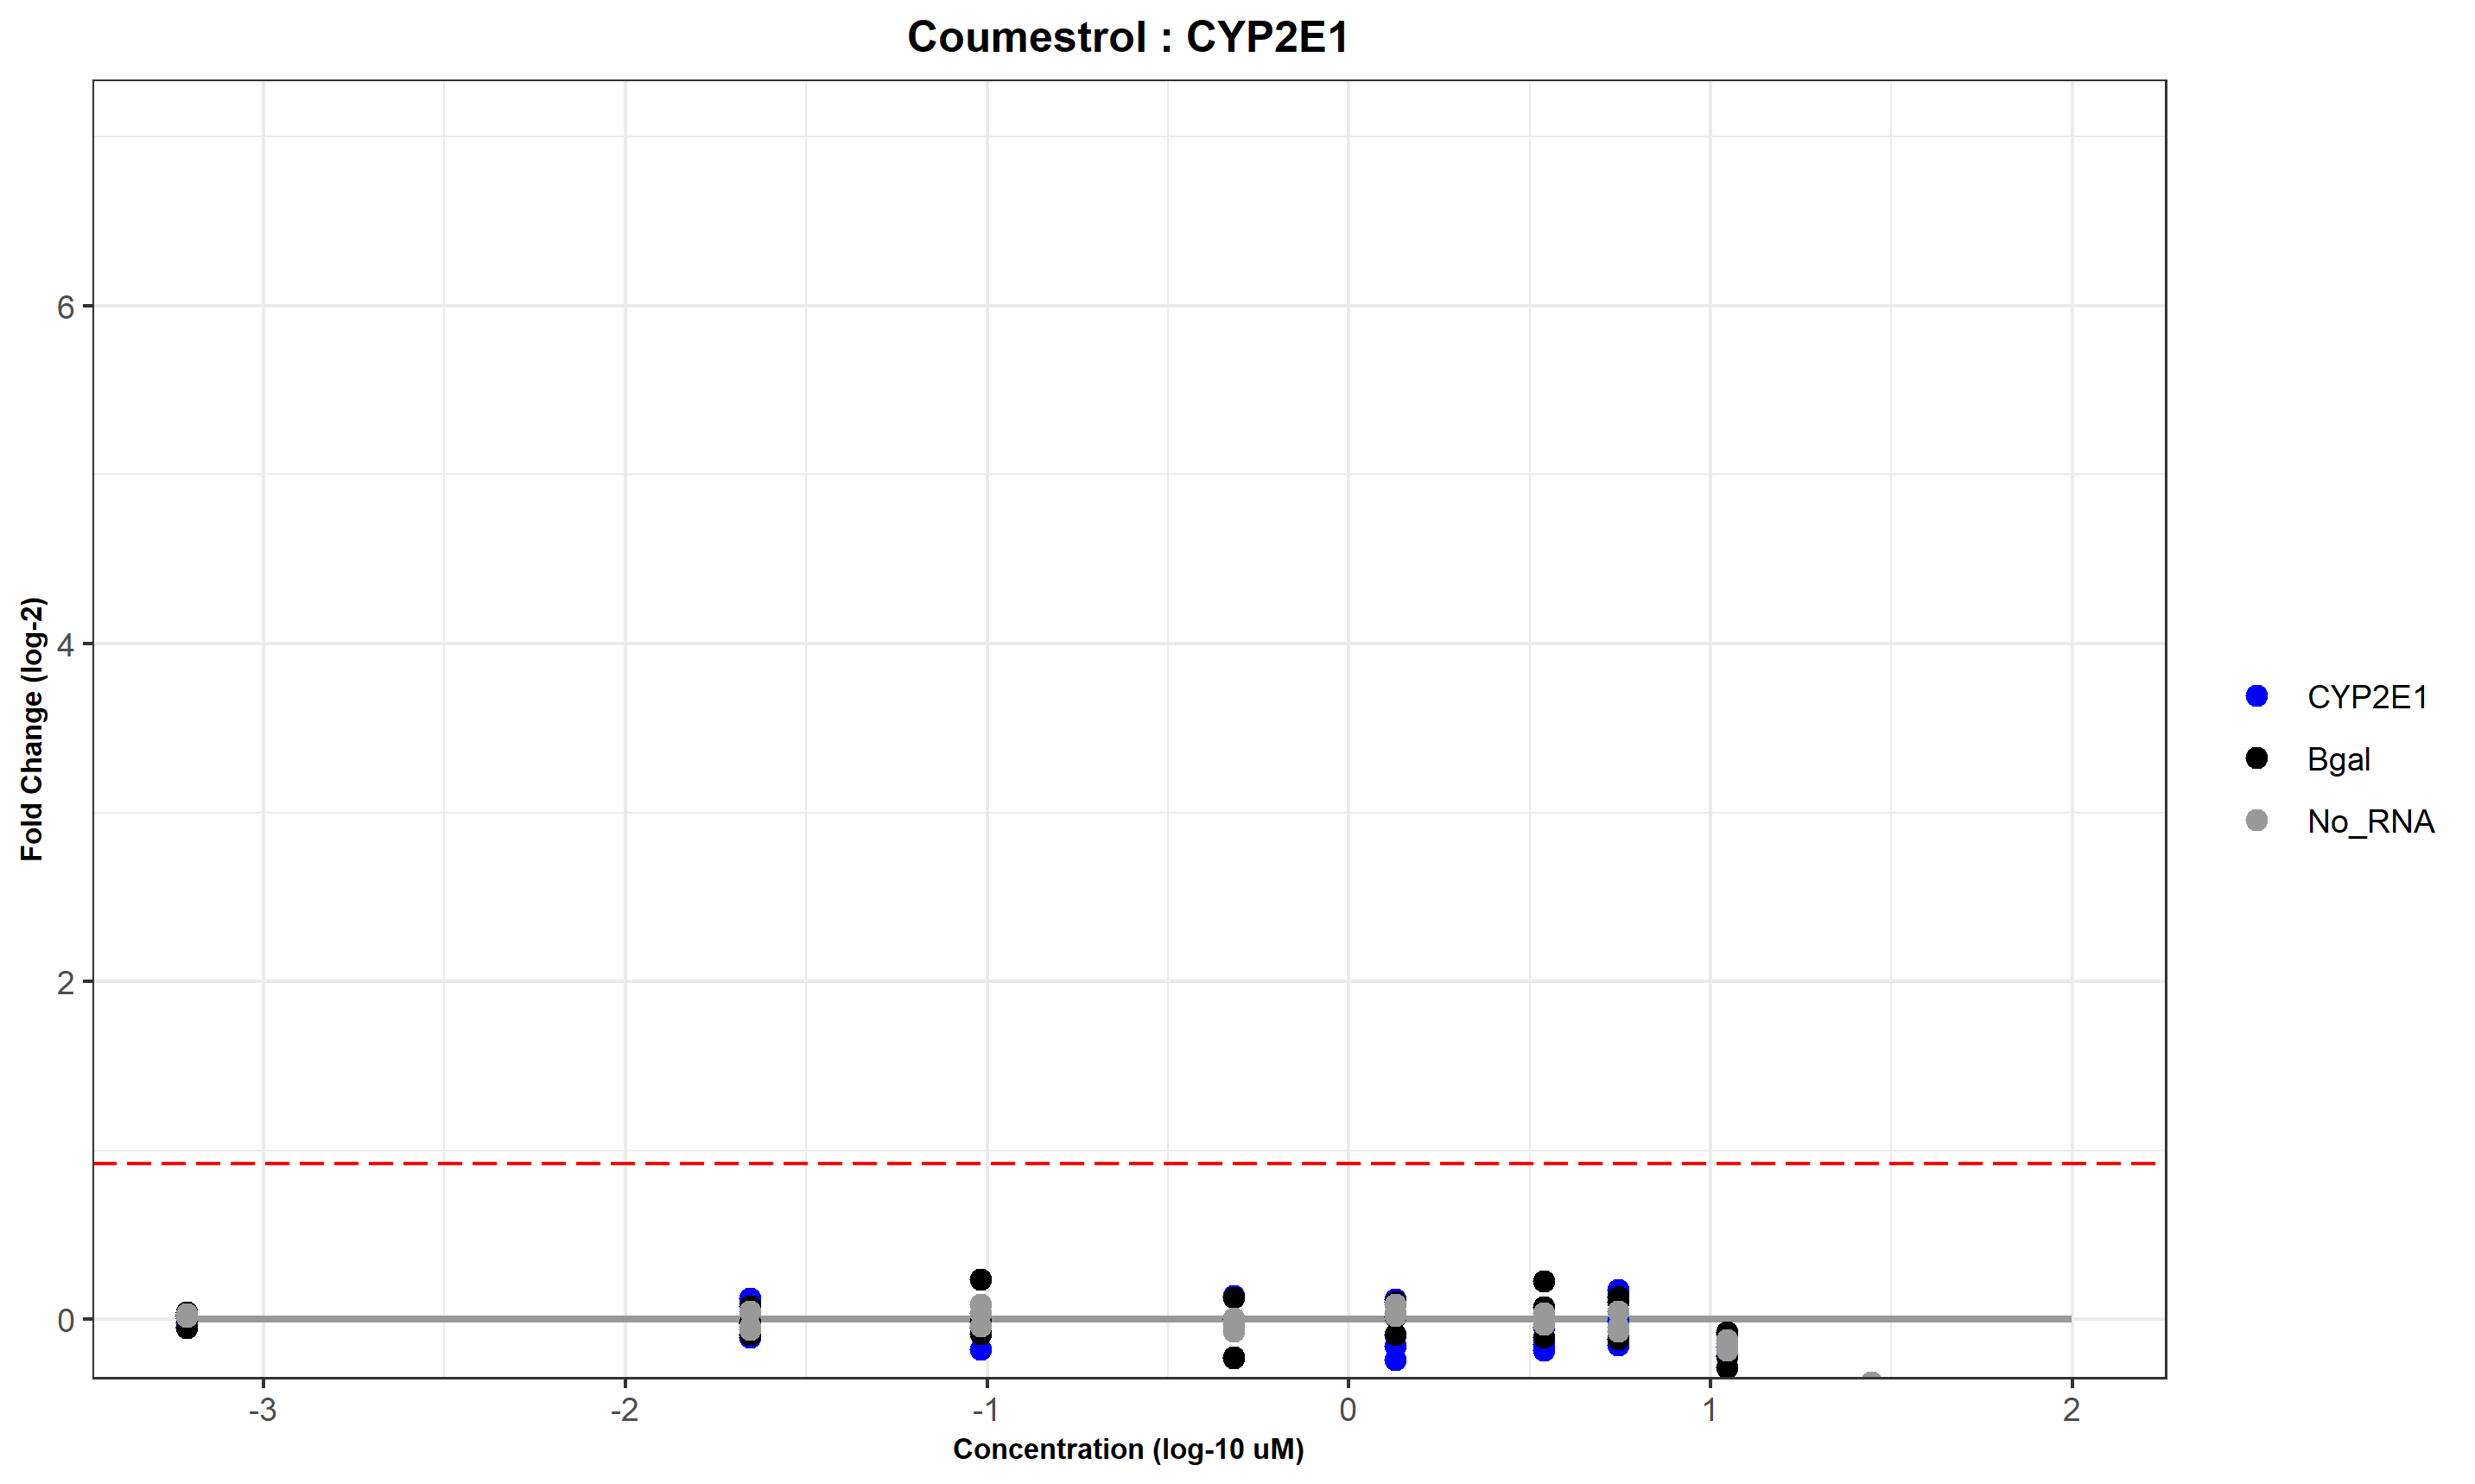 Coumestrol : CYP2E1
Fold Change (log-2)
6
4
2
0
-3 -2 -1 0 1 2
Concentration (log-10 uM)
CYP2E1
Bgal
No_RNA